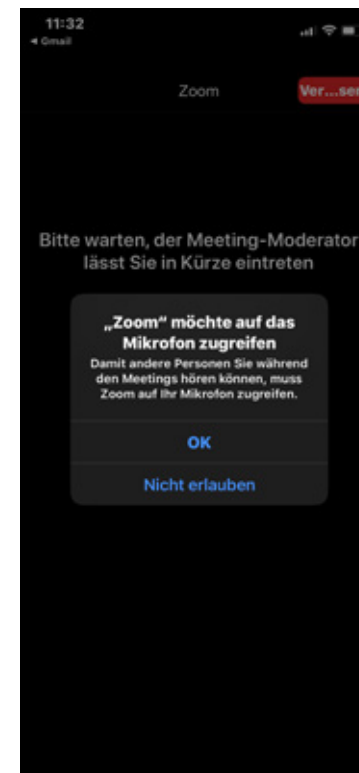 11:32
◀ Gmail
Zoom
Ver...sen
Bitte warten, der Meeting-Moderator
lässt Sie in Kürze eintreten
„Zoom“ möchte auf das
Mikrofon zugreifen
Damit andere Personen Sie während
den Meetings hören können, muss
Zoom auf Ihr Mikrofon zugreifen.
OK
Nicht erlauben